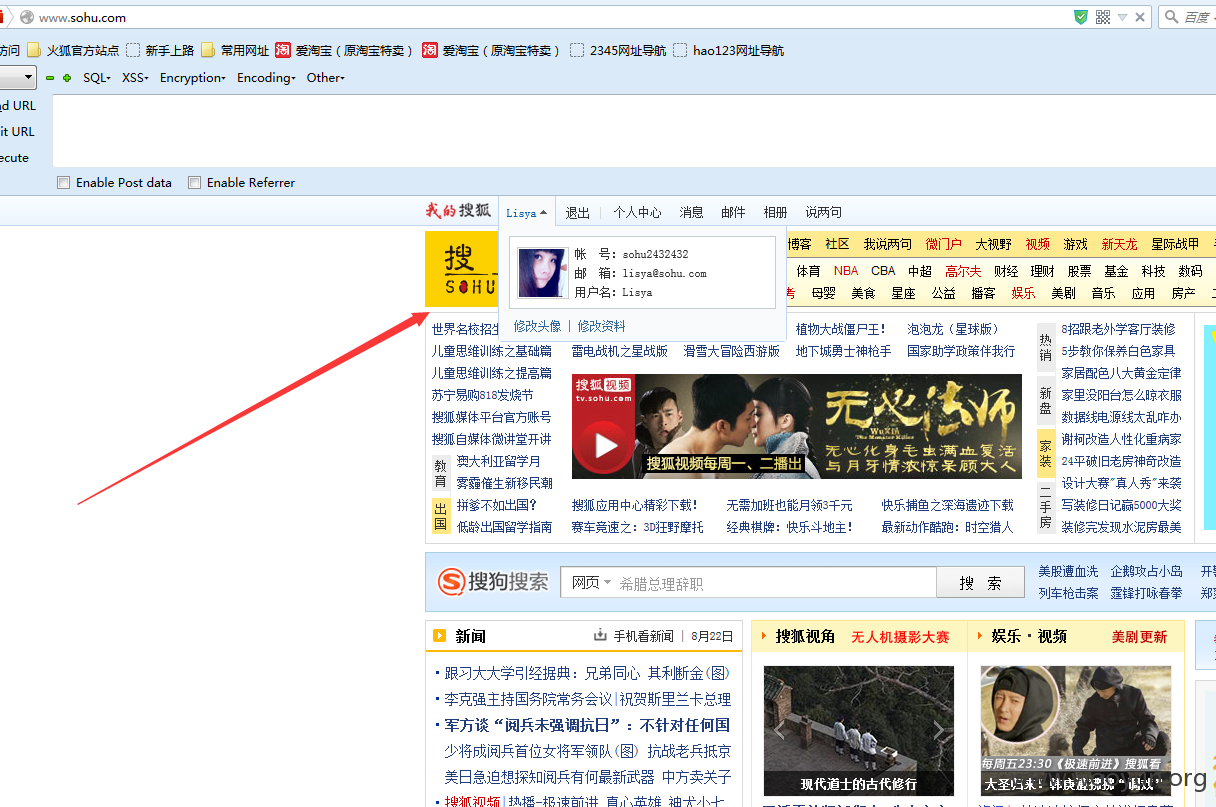 www.sohu.com
百度
访问 火狐官方站点 新手上路 常用网址 爱淘宝（原淘宝特卖） 爱淘宝（原淘宝特卖） 2345网址导航 hao123网址导航
SQL XSS Encryption Encoding Other
d URL
it URL
ecute
Enable Post data Enable Referrer
我的搜狐 Lisya 退出 个人中心 消息 邮件 相册 说两句
搜 SOHU
帐 号: sohu2432432
邮 箱: lisya@sohu.com
用户名: Lisya
修改头像 | 修改资料
博客 社区 我说两句 微门户 大视野 视频 游戏 新天龙 星际战甲
体育 NBA CBA 中超 高尔夫 财经 理财 股票 基金 科技 数码
考 母婴 美食 星座 公益 播客 娱乐 美剧 音乐 应用 房产
世界名校招生
儿童思维训练之基础篇
儿童思维训练之提高篇
苏宁易购818发烧节
搜狐媒体平台官方账号
搜狐自媒体微讲堂开讲
教育 澳大利亚留学月
雾霾催生新移民潮
出国 拼爹不如出国?
低龄出国留学指南
植物大战僵尸王! 泡泡龙（星球版）
雷电战机之星战版 滑雪大冒险西游版 地下城勇士神枪手 国家助学政策伴我行
搜狐视频
tv.sohu.com
无心法师
WuXin
The Monster Killer
无心化身毛虫满血复活
与月牙情浓惊呆顾大人
搜狐视频每周一、二播出
搜狐应用中心精彩下载! 无需加班也能月领3千元 快乐捕鱼之深海遗迹下载
赛车竞速之: 3D狂野摩托 经典棋牌: 快乐斗地主! 最新动作酷跑: 时空猎人
热销 8招跟老外学客厅装修
5步教你保养白色家具
家居配色八大黄金定律
新盘 家里没阳台怎么晾衣服
数据线电源线太乱咋办
家装 谢柯改造人性化重病家
24平破旧老房神奇改造
设计大赛"真人秀"来袭
二手房 写装修日记赢5000大奖
装修完发现水泥房最美
搜狗搜索 网页 希腊总理辞职 搜 索
美股遭血洗 企鹅攻占小岛
列车枪击案 霆锋打咏春拳
新闻 手机看新闻 | 8月22日
跟习大大学引经据典: 兄弟同心 其利断金(图)
李克强主持国务院常务会议|祝贺斯里兰卡总理
军方谈“阅兵未强调抗日”: 不针对任何国
少将成阅兵首位女将军领队(图) 抗战老兵抵京
美日急迫想探知阅兵有何最新武器 中方卖关子
搜狐视频|热播-极速前进 真心英雄 神犬小七
搜狐视角 无人机摄影大赛
现代道士的古代修行
娱乐·视频 美剧更新
每周五23:30《极速前进》搜狐看